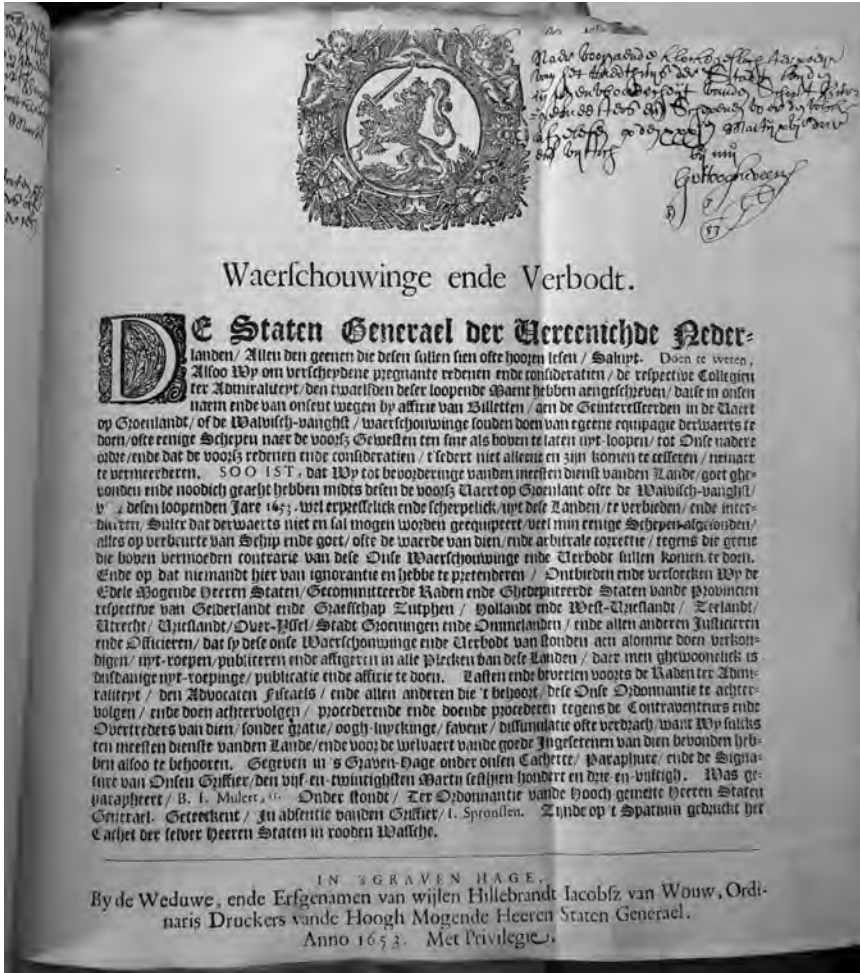 Waerschouwinge ende Verbodt.
DE Staten Generael der Vereenichde Neder-
landen/ Allen den geenen die desen sullen sien ofte hooren lesen/ Saluyt. Doen te weten,
Alsoo Wy om verscheydene pregnante redenen ende consideratien/ de respective Collegien
ter Admiraliteyt/ den twaelfden deser loopende Maent hebben aengeschreven/ datse in onsen
naem ende van onsent wegen by affixie van Billetten/ aen de Geinteresseerden in de Vaert
op Groenlandt/ of de Walvisch-vanghst/ waerschouwinge souden doen van egeene equipagie derwaerts te
doen/ ofte eenige Schepen naer de voorsz Gewesten ten fine als boven te laten uyt-loopen/ tot Onse nadere
ordre/ ende dat de voorsz redenen ende consideratien/ t'sedert niet alleene en zijn komen te cesseren/ nemaer
te vermeerderen. SOO IST, dat Wy tot bevoorderinge vanden meesten dienst vanden Lande/ goet ghe-
vonden ende noodich geacht hebben midts desen de voorsz Vaert op Groenlant ofte de Walvisch-vanghst/
desen loopenden Jare 1653. wel expresselick ende scherpelick/ uyt dese Landen/ te verbieden/ ende inter-
diceren/ Sulcx dat derwaerts niet en sal mogen worden geequipeert/ veel min eenige Schepen afgesonden/
alles op verbeurte van Schip ende goet/ ofte de waerde van dien/ ende arbitrale correctie/ tegens die geene
die boven vermoeden contrarie van dese Onse Waerschouwinge ende Verbodt sullen komen te doen.
Ende op dat niemandt hier van ignorantie en hebbe te pretenderen/ Ontbieden ende versoecken Wy de
Edele Mogende Heeren Staten/ Gecommitteerde Raden ende Ghedeputeerde Staten vande Provincien
respective van Gelderlandt ende Graefschap Zutphen/ Hollandt ende West-Vrieslandt/ Zeelandt/
Utrecht/ Vrieslandt/ Over-Yssel/ Stadt Groeningen ende Ommelanden/ ende allen anderen Justicieren
ende Officieren/ dat sy dese onse Waerschouwinge ende Verbodt van stonden aen alomme doen verkon-
digen/ uyt-roepen/ publiceren ende affigeren in alle Plecken van dese Landen/ daer men ghewoonelick is
dusdanige uyt-roepinge/ publicatie ende affixie te doen. Lasten ende beveelen voorts de Raden ter Admi-
raliteyt/ den Advocaten Fiscaels/ ende allen anderen die 't behoort/ dese Onse Ordonnantie te achter-
volgen/ ende doen achtervolgen/ procederende ende doende procederen tegens de Contraventeurs ende
Overtreders van dien/ sonder gratie/ oogh-luyckinge/ faveur/ dissimulatie ofte verdrach/ want Wy sulcks
ten meesten dienste vanden Lande/ ende voor de welvaert vande goede Ingesetenen van dien bevonden heb-
ben alsoo te behooren. Gegeven in 's Graven-Hage onder onsen Cachette/ Paraphure/ ende de Signa-
ture van Onsen Griffier/ den vijf-en-twintighsten Martii sesthien hondert en drie-en-vijftigh. Was ge-
parapheert/ B. J. Mulert, vt. Onder stondt/ Ter Ordonnantie vande Hooch gemelte Heeren Staten
Generael. Geteeckent/ In absentie vanden Griffier/ I. Spronssen. Zijnde op 't Spatium gedruckt het
Cachet der selver Heeren Staten in rooden Wassche.
IN 'sGRAVEN HAGE,
By de Weduwe, ende Erfgenamen van wijlen Hillebrandt Iacobsz van Wouw, Ordi-
naris Druckers vande Hoogh Mogende Heeren Staten Generael.
Anno 1653. Met Privilegie.